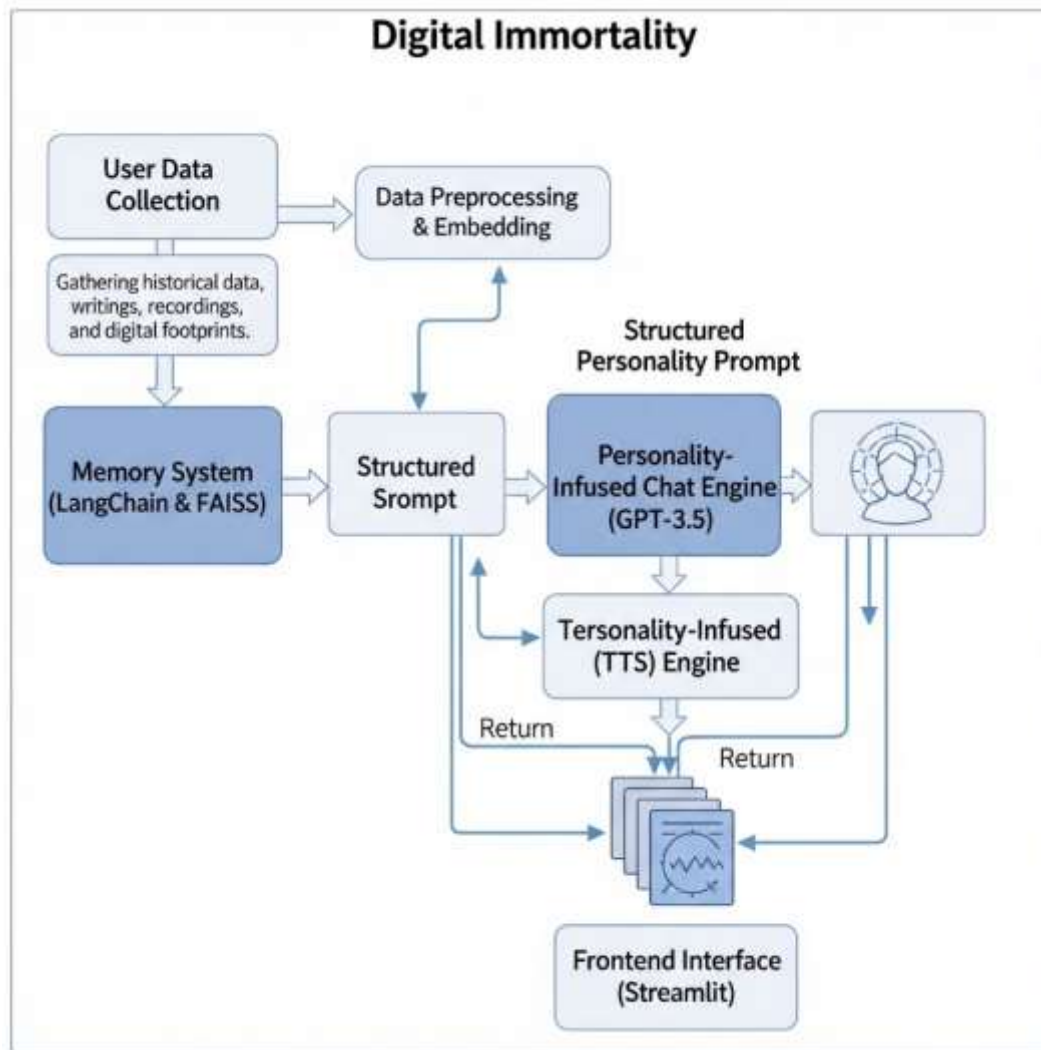 Digital Immortality
User Data
Collection
Data Preprocessing
& Embedding
Gathering historical data,
writings, recordings,
and digital footprints.
Structured
Personality Prompt
Memory System
(LangChain & FAISS)
Structured
Srompt
Personality-
Infused Chat Engine
(GPT-3.5)
Tersonality-Infused
(TTS) Engine
Return
Return
Frontend Interface
(Streamlit)